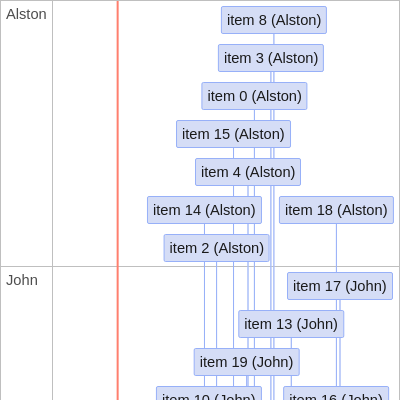 Alston
item 8 (Alston)
item 3 (Alston)
item 0 (Alston)
item 15 (Alston)
item 4 (Alston)
item 14 (Alston)
item 18 (Alston)
item 2 (Alston)
John
item 17 (John)
item 13 (John)
item 19 (John)
item 10 (John)
item 16 (John)